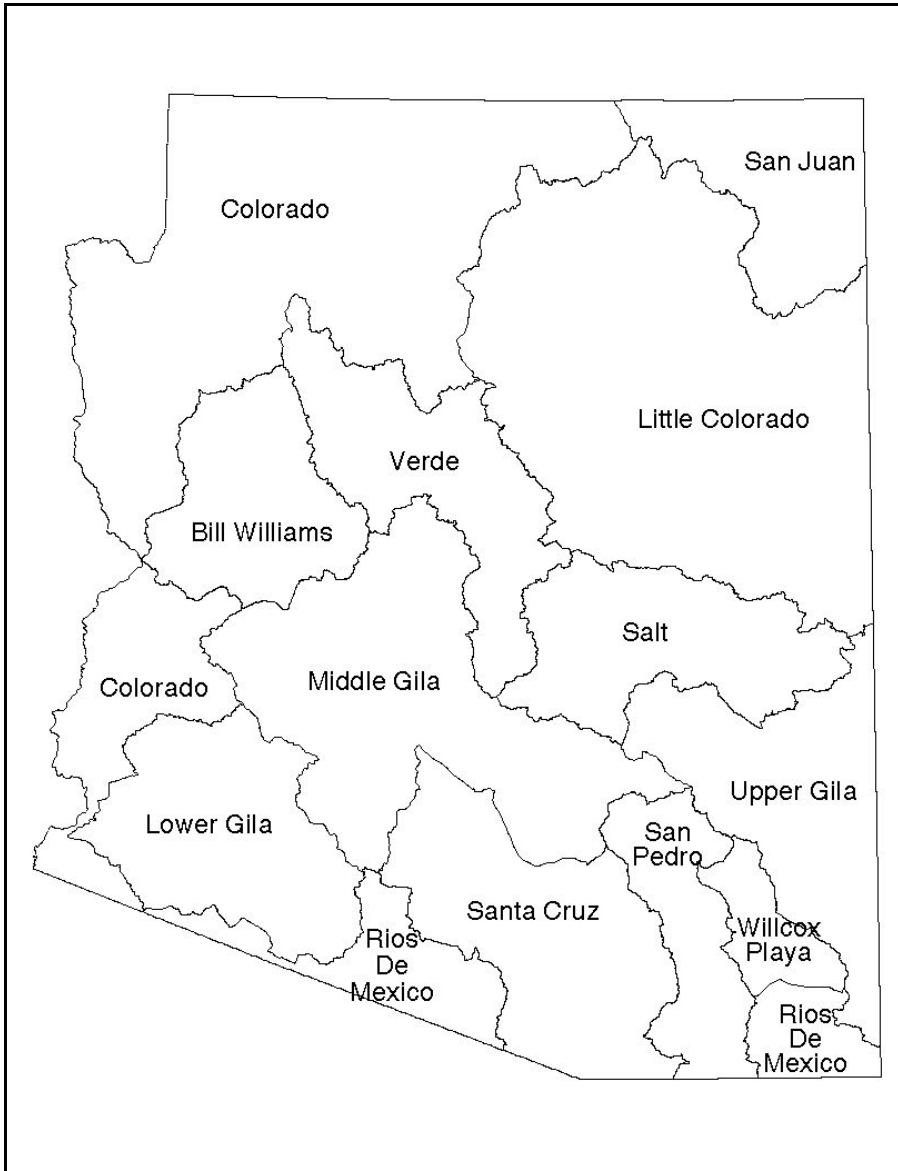 San Juan
Colorado
Little Colorado
Verde
Bill Williams
Salt
Middle Gila
Colorado
Upper Gila
Lower Gila
San
Pedro
Santa Cruz
Willcox
Playa
Rios
De
Mexico
Rios
De
Mexico